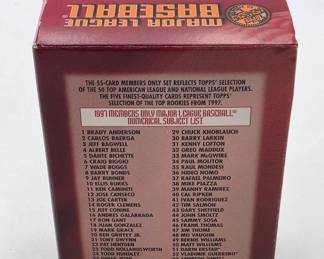 MAJOR LEAGUE
BASEBALL
THE 55-CARD MEMBERS ONLY SET REFLECTS TOPPS' SELECTION
OF THE 50 TOP AMERICAN LEAGUE AND NATIONAL LEAGUE PLAYERS.
THE FIVE FINEST-QUALITY CARDS REPRESENT TOPPS'
SELECTION OF THE TOP ROOKIES FROM 1997.
1997 MEMBERS ONLY MAJOR LEAGUE BASEBALL
NUMERICAL SUBJECT LIST
1 BRADY ANDERSON
2 CARLOS BAERGA
3 JEFF BAGWELL
4 ALBERT BELLE
5 DANTE BICHETTE
6 CRAIG BIGGIO
7 WADE BOGGS
8 BARRY BONDS
9 JAY BUHNER
10 ELLIS BURKS
11 KEN CAMINITI
12 JOSE CANSECO
13 JOE CARTER
14 ROGER CLEMENS
15 JEFF CONINE
16 ANDRES GALARRAGA
17 RON GANT
18 JUAN GONZALEZ
19 MARK GRACE
20 KEN GRIFFEY JR.
21 TONY GWYNN
22 PAT HENTGEN
23 TODD HOLLANDSWORTH
24 TODD HUNDLEY
29 CHUCK KNOBLAUCH
30 BARRY LARKIN
31 KENNY LOFTON
32 GREG MADDUX
33 MARK McGWIRE
34 PAUL MOLITOR
35 RAUL MONDESI
36 HIDEO NOMO
37 RAFAEL PALMEIRO
38 MIKE PIAZZA
39 MANNY RAMIREZ
40 CAL RIPKEN
41 IVAN RODRIGUEZ
42 TIM SALMON
43 GARY SHEFFIELD
44 JOHN SMOLTZ
45 SAMMY SOSA
46 FRANK THOMAS
47 JIM THOME
48 MO VAUGHN
49 BERNIE WILLIAMS
50 MATT WILLIAMS
51 DARIN ERSTAD
52 VLADIMIR GUERRERO